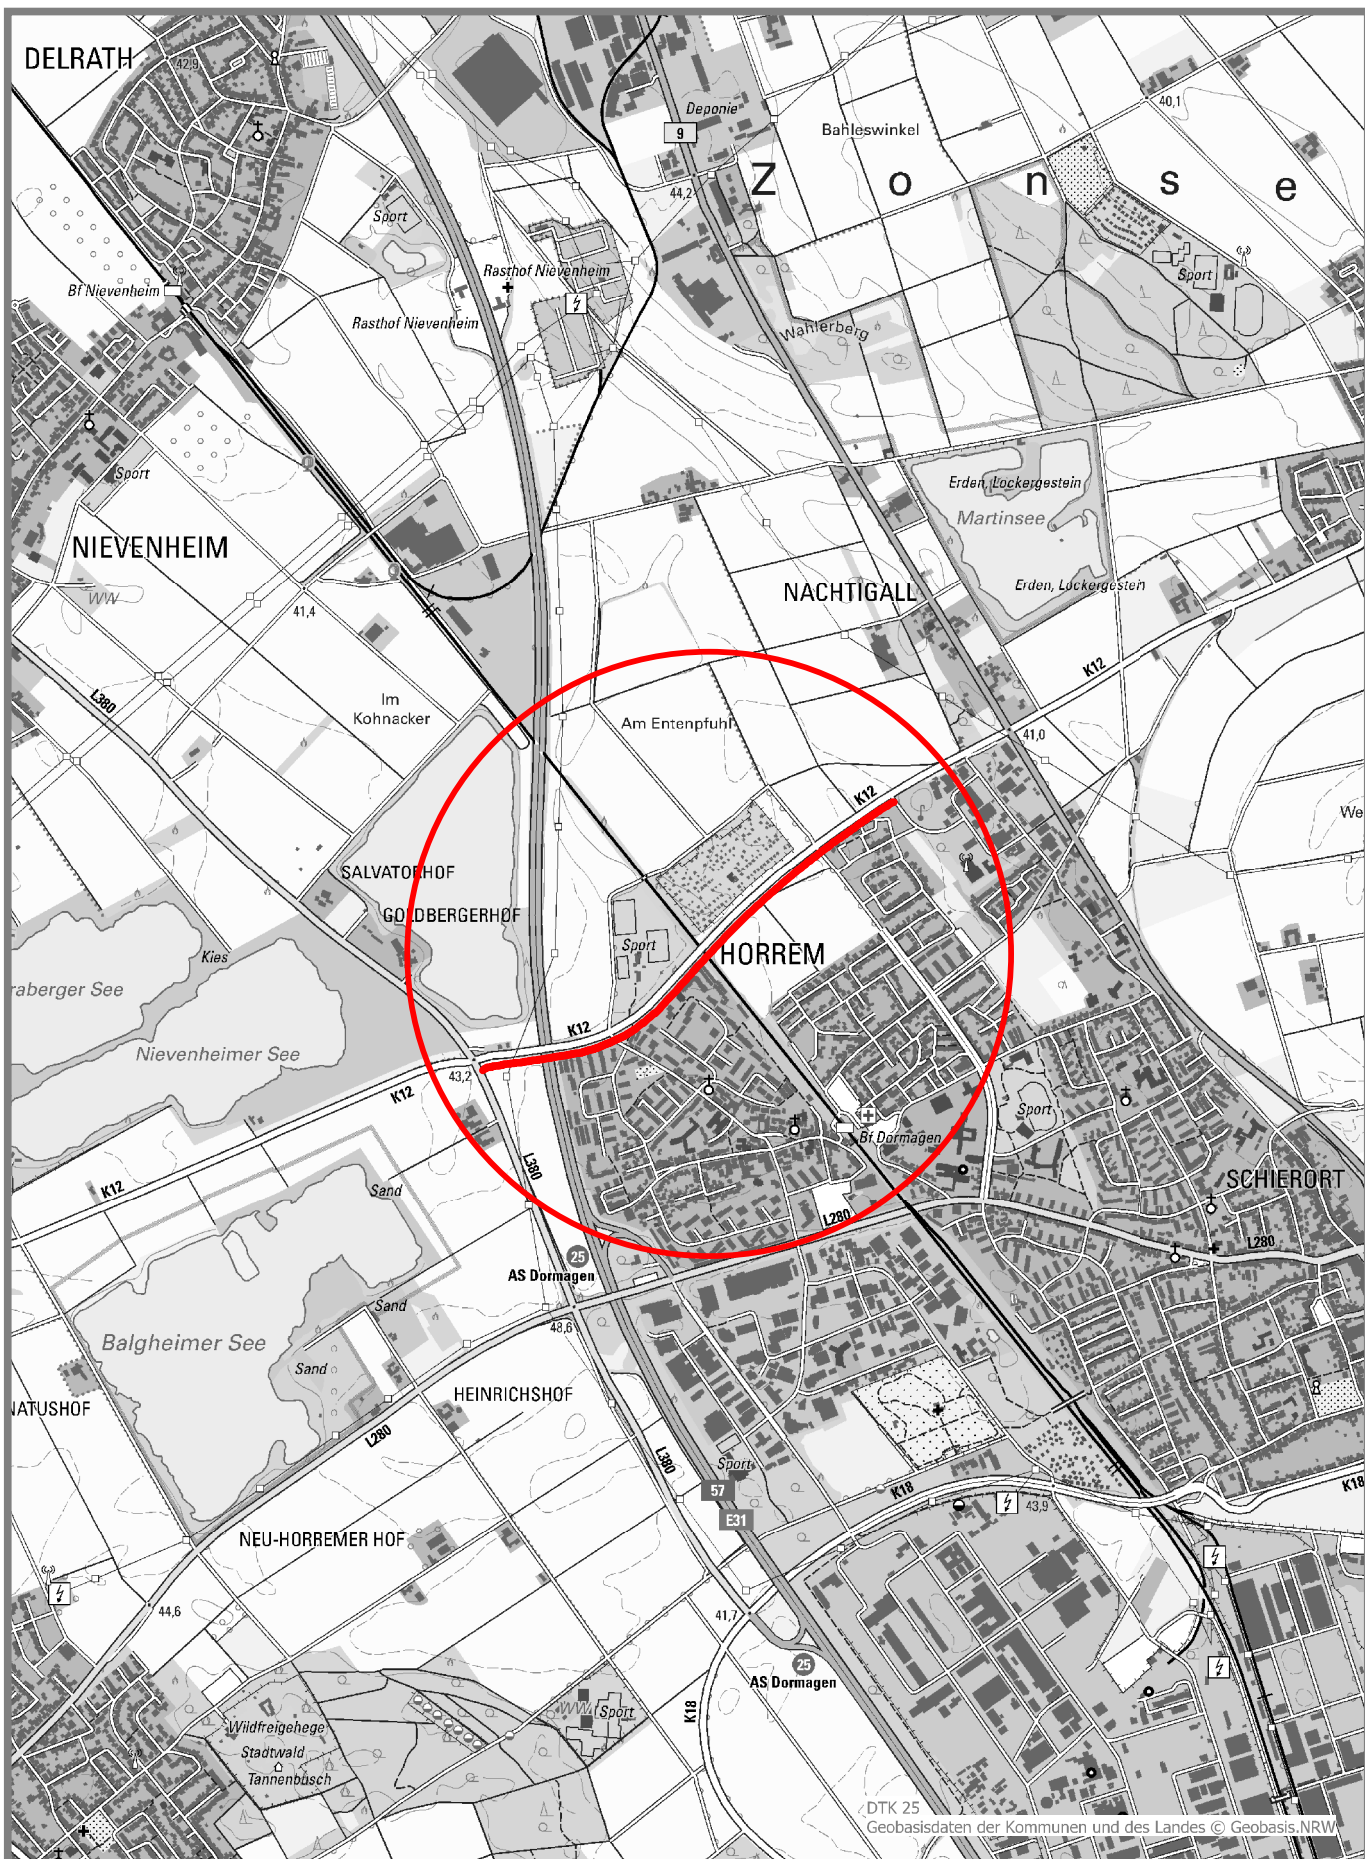 DELRATH
42,9
40,1
Deponie
9
Bahleswinkel
Z o n s e
44,2
Sport
Sport
Rasthof Nievenheim
Bf Nievenheim
Rasthof Nievenheim
Wahlerberg
Sport
Erden, Lockergestein
Martinsee
NIEVENHEIM
WW
41,4
NACHTIGALL
Erden, Lockergestein
K12
L380
Im
Kohnacker
Am Entenpfuhl
41,0
K12
We
SALVATORHOF
GOLDBERGERHOF
Sport
HORREM
Kies
raberger See
Nievenheimer See
K12
43,2
K12
Sport
Bf Dormagen
L380
K12
Sand
SCHIERORT
L280
L280
25
AS Dormagen
Sand
48,6
Balgheimer See
Sand
HEINRICHSHOF
NATUSHOF
L280
L380
Sport
57
K18
K18
E31
43,9
NEU-HORREMER HOF
44,6
41,7
25
AS Dormagen
K18
WW
Sport
Wildfreigehege
Stadtwald
Tannenbusch
DTK 25
Geobasisdaten der Kommunen und des Landes © Geobasis.NRW